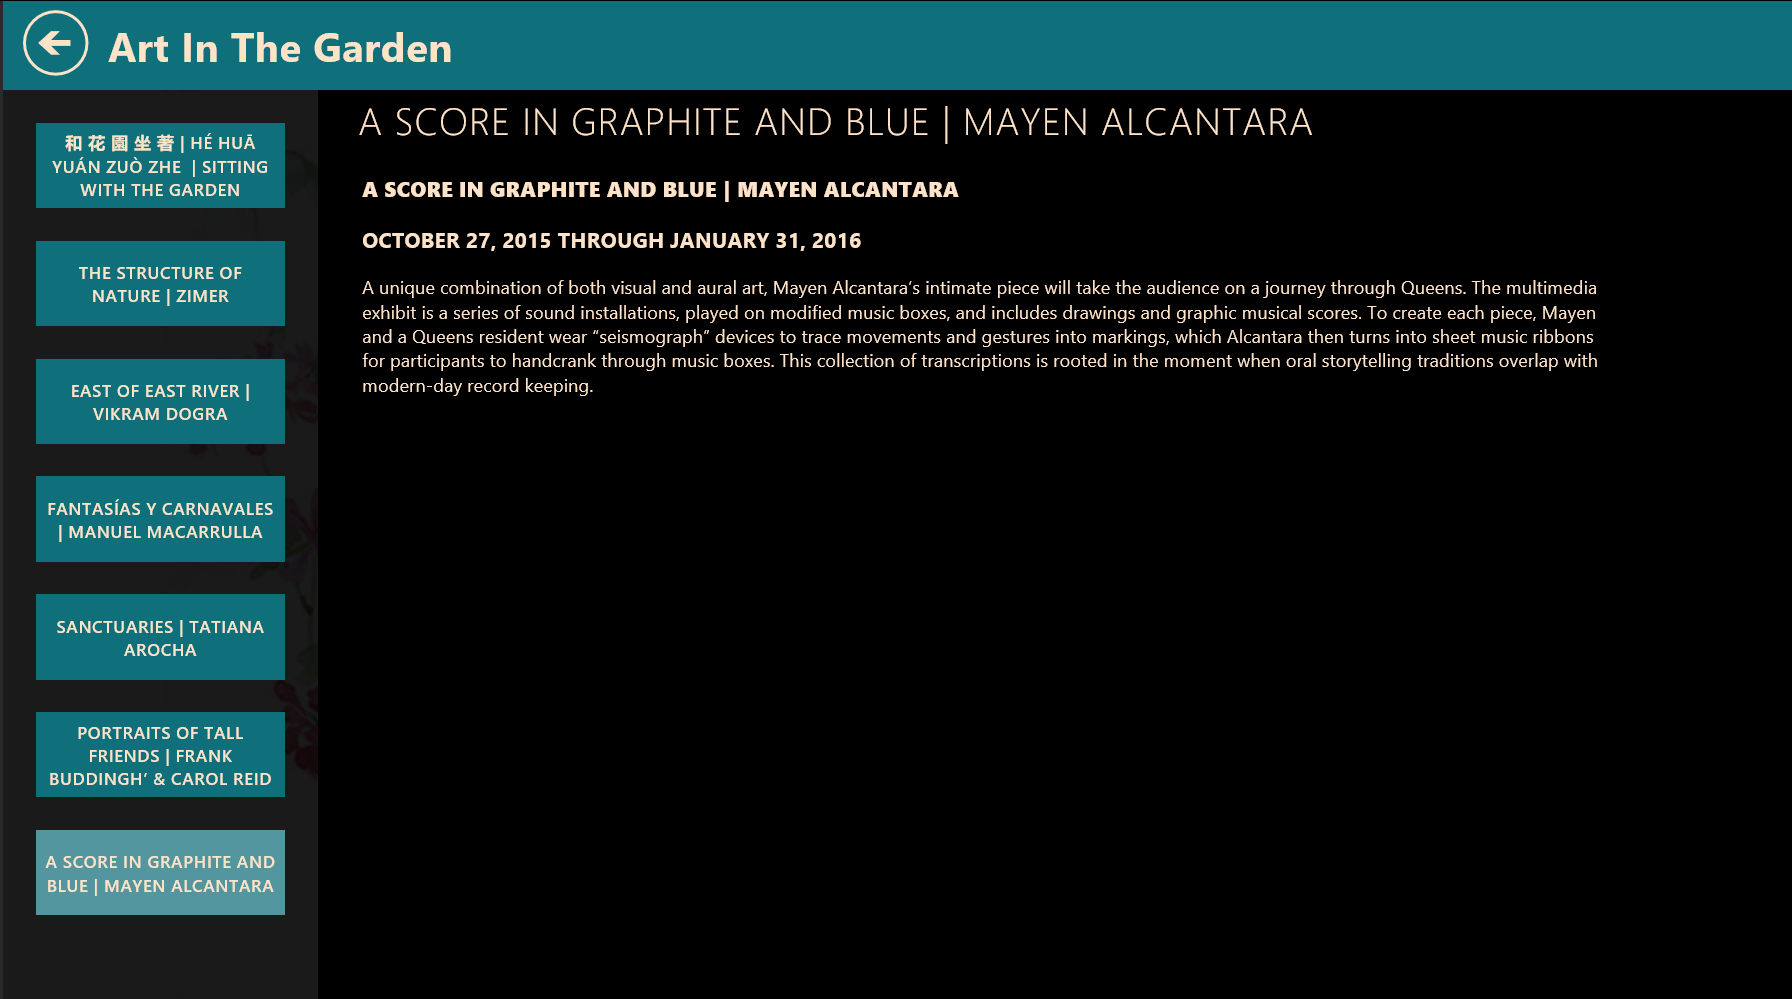 Art In The Garden
和 花 園 坐 著 | HÉ HUĀ
YUÁN ZUÒ ZHE | SITTING
WITH THE GARDEN
THE STRUCTURE OF
NATURE | ZIMER
EAST OF EAST RIVER |
VIKRAM DOGRA
FANTASÍAS Y CARNAVALES
| MANUEL MACARRULLA
SANCTUARIES | TATIANA
AROCHA
PORTRAITS OF TALL
FRIENDS | FRANK
BUDDINGH’ & CAROL REID
A SCORE IN GRAPHITE AND
BLUE | MAYEN ALCANTARA
A SCORE IN GRAPHITE AND BLUE | MAYEN ALCANTARA
A SCORE IN GRAPHITE AND BLUE | MAYEN ALCANTARA
OCTOBER 27, 2015 THROUGH JANUARY 31, 2016
A unique combination of both visual and aural art, Mayen Alcantara’s intimate piece will take the audience on a journey through Queens. The multimedia
exhibit is a series of sound installations, played on modified music boxes, and includes drawings and graphic musical scores. To create each piece, Mayen
and a Queens resident wear “seismograph” devices to trace movements and gestures into markings, which Alcantara then turns into sheet music ribbons
for participants to handcrank through music boxes. This collection of transcriptions is rooted in the moment when oral storytelling traditions overlap with
modern-day record keeping.